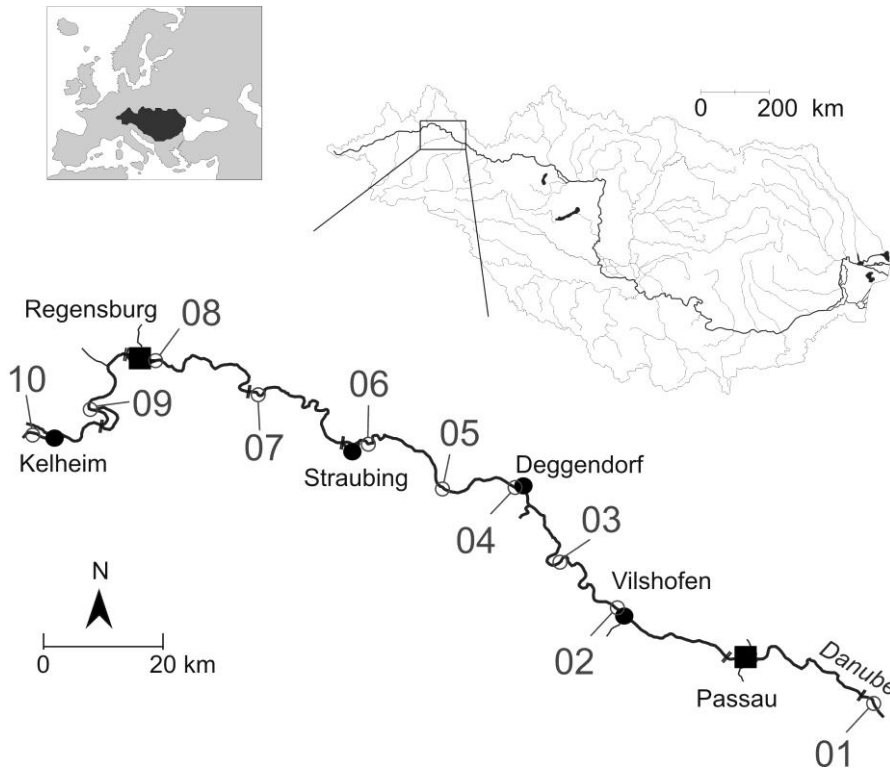 0 200 km
Regensburg
08
10
09
Kelheim
07
06
Straubing
05
Deggendorf
04
03
Vilshofen
02
N
0 20 km
Passau
Danube
01